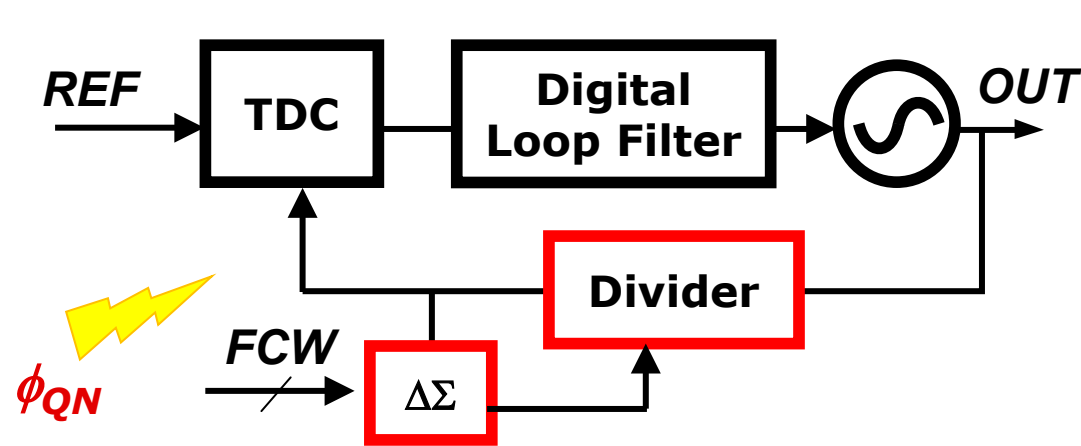 REF
TDC
Digital
Loop Filter
OUT
Divider
FCW
ΔΣ
ϕQN